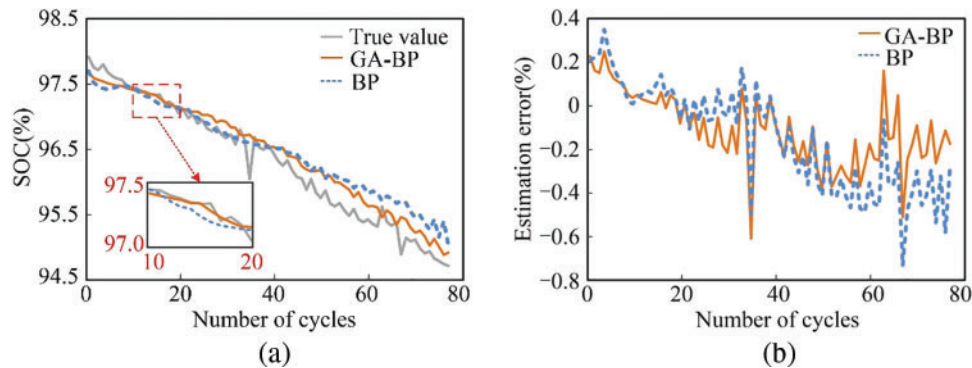 98.5
97.5
96.5
95.5
94.5
SOC(%)
True value
GA-BP
BP
97.5
97.0
10
20
0
20
40
60
80
Number of cycles
(a)
0.4
0.2
0
−0.2
−0.4
−0.6
−0.8
Estimation error(%)
GA-BP
BP
0
20
40
60
80
Number of cycles
(b)